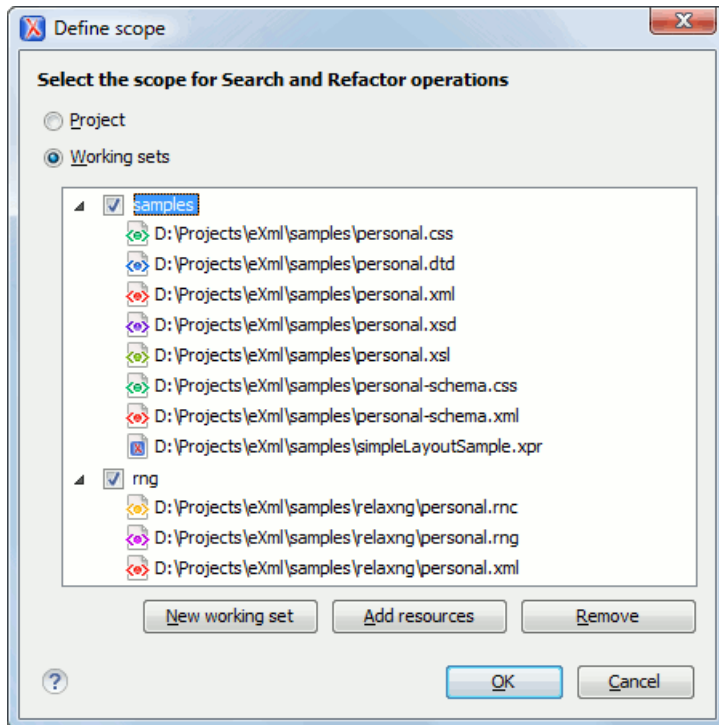 Define scope
Select the scope for Search and Refactor operations
Project
Working sets
samples
D:\Projects\eXml\samples\personal.css
D:\Projects\eXml\samples\personal.dtd
D:\Projects\eXml\samples\personal.xml
D:\Projects\eXml\samples\personal.xsd
D:\Projects\eXml\samples\personal.xsl
D:\Projects\eXml\samples\personal-schema.css
D:\Projects\eXml\samples\personal-schema.xml
D:\Projects\eXml\samples\simpleLayoutSample.xpr
rng
D:\Projects\eXml\samples\relaxng\personal.rnc
D:\Projects\eXml\samples\relaxng\personal.rng
D:\Projects\eXml\samples\relaxng\personal.xml
New working set Add resources Remove
? OK Cancel